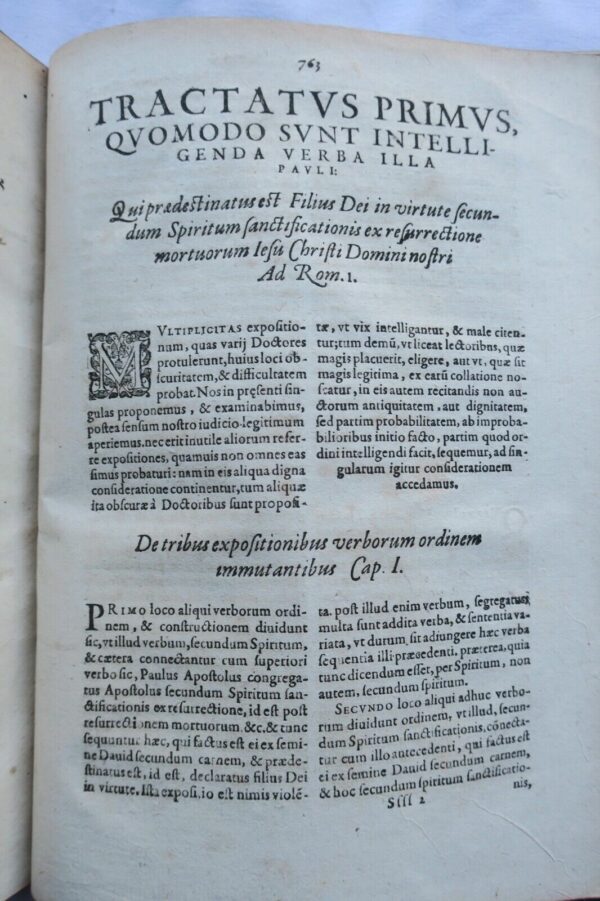 763
TRACTATVS PRIMVS,
QVOMODO SVNT INTELLI-
GENDA VERBA ILLA
PAVLI:
Qui prædestinatus est Filius Dei in virtute secun-
dum Spiritum sanctificationis ex resurrectione
mortuorum Iesu Christi Domini nostri
Ad Rom. 1.
MVLTIPLICITAS expositio-
num, quas varij Doctores
protulerunt, huius loci ob-
scuritatem, & difficultatem
probat. Nos in pręsenti sin-
gulas proponemus, & examinabimus,
postea sensum nostro iudicio legitimum
aperiemus. nec erit inutile aliorum refer-
re expositiones, quamuis non omnes eas
simus probaturi: nam in eis aliqua digna
consideratione continentur, tum aliquæ
ita obscuræ à Doctoribus sunt proposi-
tæ, vt vix intelligantur, & male citen-
tur; tum demũ, vt liceat lectoribus, quæ
magis placuerit, eligere, aut vt, quæ sit
magis legitima, ex earũ collatione no-
scatur, in eis autem recitandis non au-
ctorum antiquitatem, aut dignitatem,
sed partim probabilitatem, ab improba-
bilioribus initio facto, partim quod or-
dini intelligendi facit, sequemur, ad sin-
gularum igitur considerationem
accedamus.
De tribus expositionibus verborum ordinem
immutantibus Cap. I.
PRIMO loco aliqui verborum ordi-
nem, & constructionem diuidunt
sic, vt illud verbum, secundum Spiritum,
& cætera connectantur cum superiori
verbo sic, Paulus Apostolus congrega-
tus Apostolus secundum Spiritum san-
ctificationis ex resurrectione, id est post
resurrectionem mortuorum &c. & tunc
sequuntur hæc, qui factus est ei ex semi-
ne Dauid secundum carnem, & præde-
stinatus est, id est, declaratus filius Dei
in virtute. Ista exposi.io est nimis violẽ-
ta. post illud enim verbum, segregatus,
multa sunt addita verba, & sententia va-
riata, vt durum sit adiungere hæc verba
sequentia illi præcedenti. præterea, quia
tunc dicendum esset, per Spiritum, non
autem, secundum spiritum.
SECVNDO loco aliqui adhuc verbo-
rum diuidunt ordinem, vt illud, secun-
dum Spiritum sanctificationis, cõnecta-
tur cum illo antecedenti, qui factus est
ei ex semine Dauid secundum carnem,
& hoc secundum spiritum sanctificatio-
nis,
Sſſſ 2